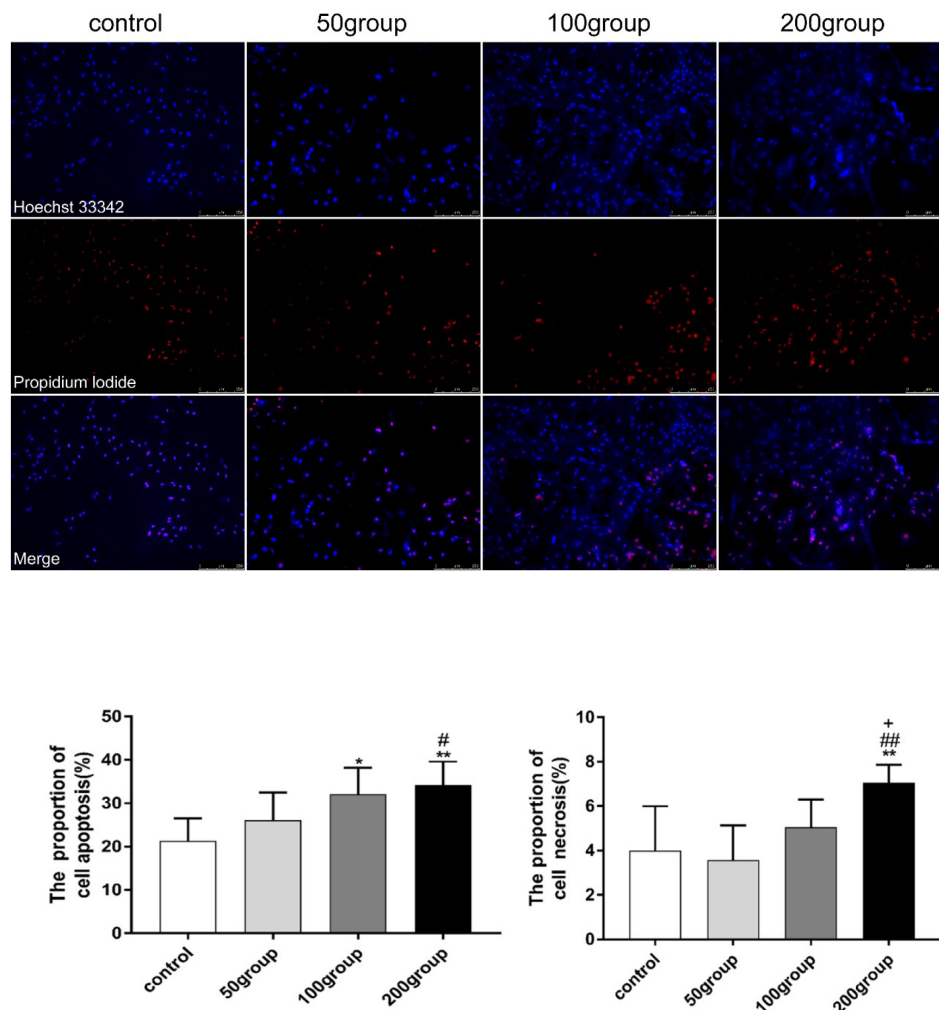 control 50group 100group 200group
Hoechst 33342
Propidium Iodide
Merge
The proportion of
cell apoptosis(%)
50
40
30
20
10
0
*
#
**
control
50group
100group
200group
The proportion of
cell necrosis(%)
10
8
6
4
2
0
+
##
**
control
50group
100group
200group